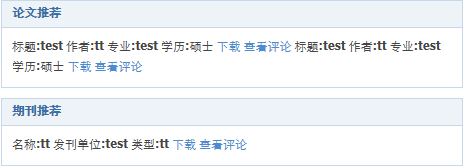 论文推荐
标题:test 作者:tt 专业:test 学历:硕士 下载 查看评论 标题:test 作者:tt 专业:test
学历:硕士 下载 查看评论
期刊推荐
名称:tt 发刊单位:test 类型:tt 下载 查看评论